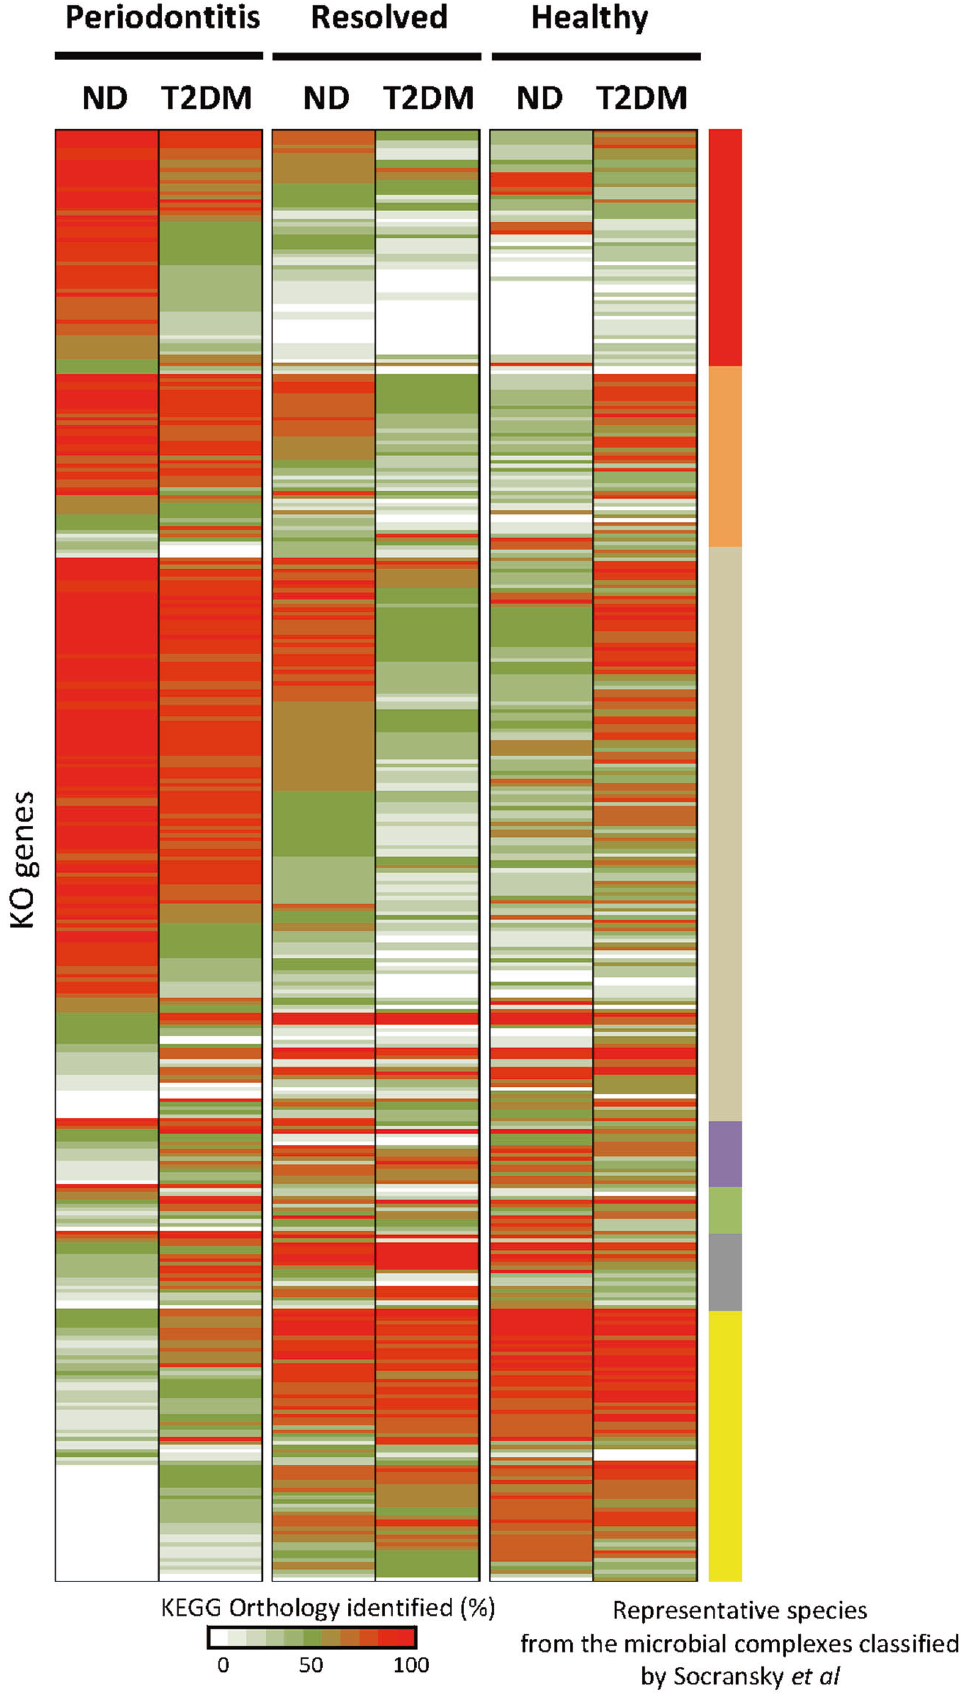 Periodontitis Resolved Healthy
ND T2DM ND T2DM ND T2DM
KO genes
KEGG Orthology identified (%)
0 50 100
Representative species
from the microbial complexes classified
by Socransky et al